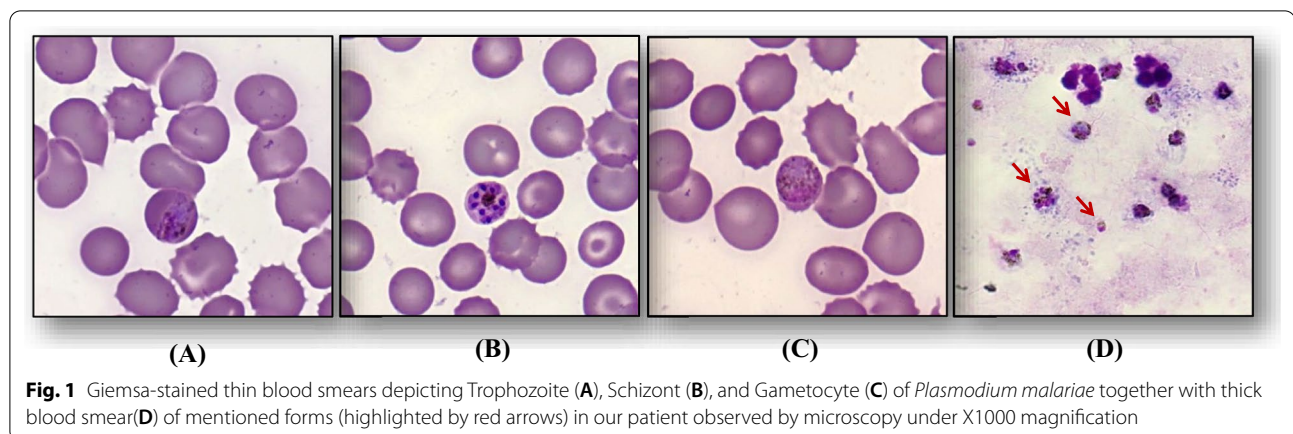 (A)
(B)
(C)
(D)
Fig. 1 Giemsa-stained thin blood smears depicting Trophozoite (A), Schizont (B), and Gametocyte (C) of Plasmodium malariae together with thick
blood smear(D) of mentioned forms (highlighted by red arrows) in our patient observed by microscopy under X1000 magnification